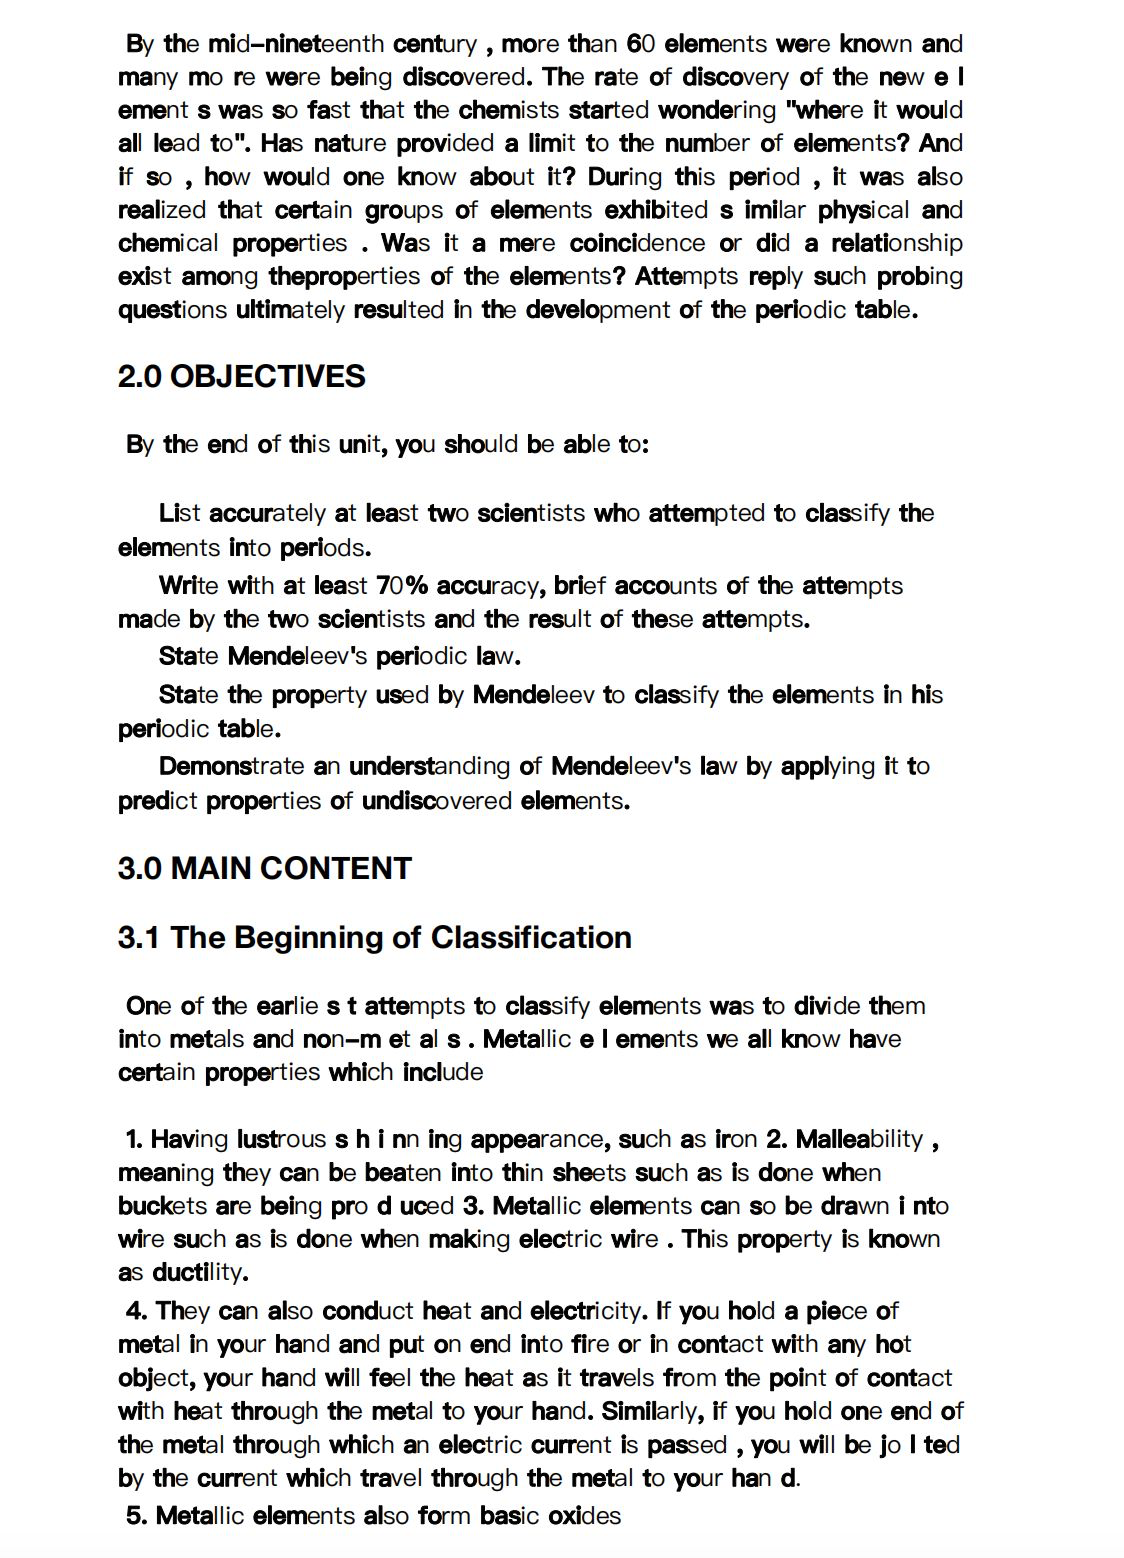 By the mid-nineteenth century , more than 60 elements were known and
many mo re were being discovered. The rate of discovery of the new e l
ement s was so fast that the chemists started wondering "where it would
all lead to". Has nature provided a limit to the number of elements? And
if so , how would one know about it? During this period , it was also
realized that certain groups of elements exhibited s imilar physical and
chemical properties . Was it a mere coincidence or did a relationship
exist among theproperties of the elements? Attempts reply such probing
questions ultimately resulted in the development of the periodic table.
2.0 OBJECTIVES
By the end of this unit, you should be able to:
List accurately at least two scientists who attempted to classify the
elements into periods.
Write with at least 70% accuracy, brief accounts of the attempts
made by the two scientists and the result of these attempts.
State Mendeleev's periodic law.
State the property used by Mendeleev to classify the elements in his
periodic table.
Demonstrate an understanding of Mendeleev's law by applying it to
predict properties of undiscovered elements.
3.0 MAIN CONTENT
3.1 The Beginning of Classification
One of the earlie s t attempts to classify elements was to divide them
into metals and non-m et al s . Metallic e l ements we all know have
certain properties which include
1. Having lustrous s h i nn ing appearance, such as iron 2. Malleability ,
meaning they can be beaten into thin sheets such as is done when
buckets are being pro d uced 3. Metallic elements can so be drawn i nto
wire such as is done when making electric wire . This property is known
as ductility.
4. They can also conduct heat and electricity. If you hold a piece of
metal in your hand and put on end into fire or in contact with any hot
object, your hand will feel the heat as it travels from the point of contact
with heat through the metal to your hand. Similarly, if you hold one end of
the metal through which an electric current is passed , you will be jo l ted
by the current which travel through the metal to your han d.
5. Metallic elements also form basic oxides